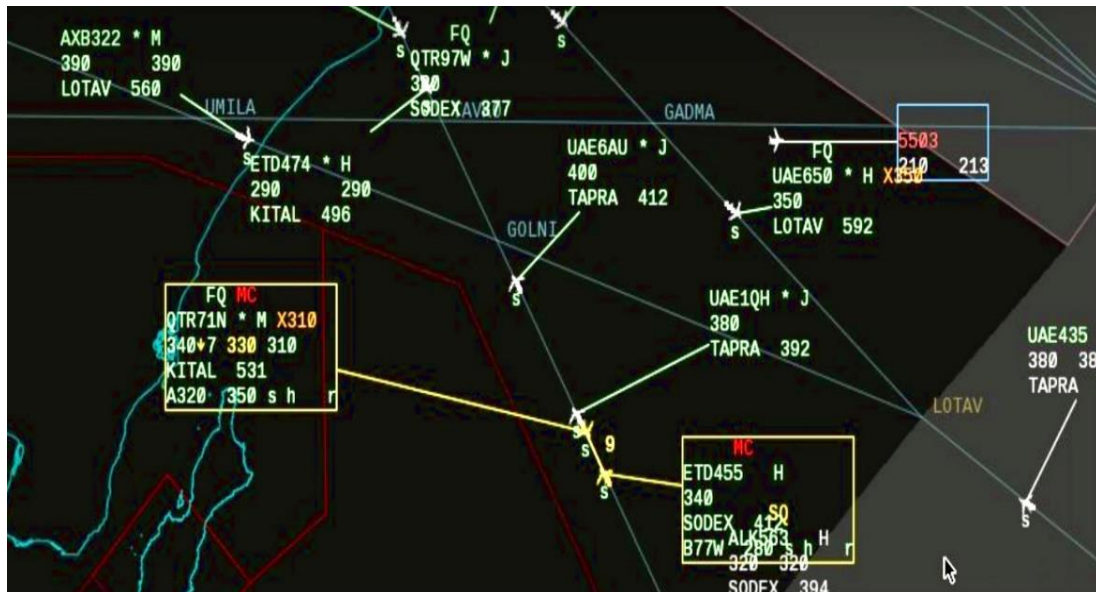 AXB322 * M
390 390
LOTAV 560
FQ
QTR97W * J
SODEX 377
UMILA
GADMA
5503
210 213
ETD474 * H
290 290
KITAL 496
UAE6AU * J
400
TAPRA 412
FQ
UAE650 * H X350
350
LOTAV 592
GOLNI
FQ MC
QTR71N * M X310
340↓7 330 310
KITAL 531
A320 350 s h r
UAE1QH * J
380
TAPRA 392
UAE435
380 38
TAPRA
LOTAV
9
MC
ETD455 H
340
SQ
SODEX 412
ALK563 H
B77W 280 s h r
320 320
SODEX 394
s
s
s
s
s
s
s
s
s